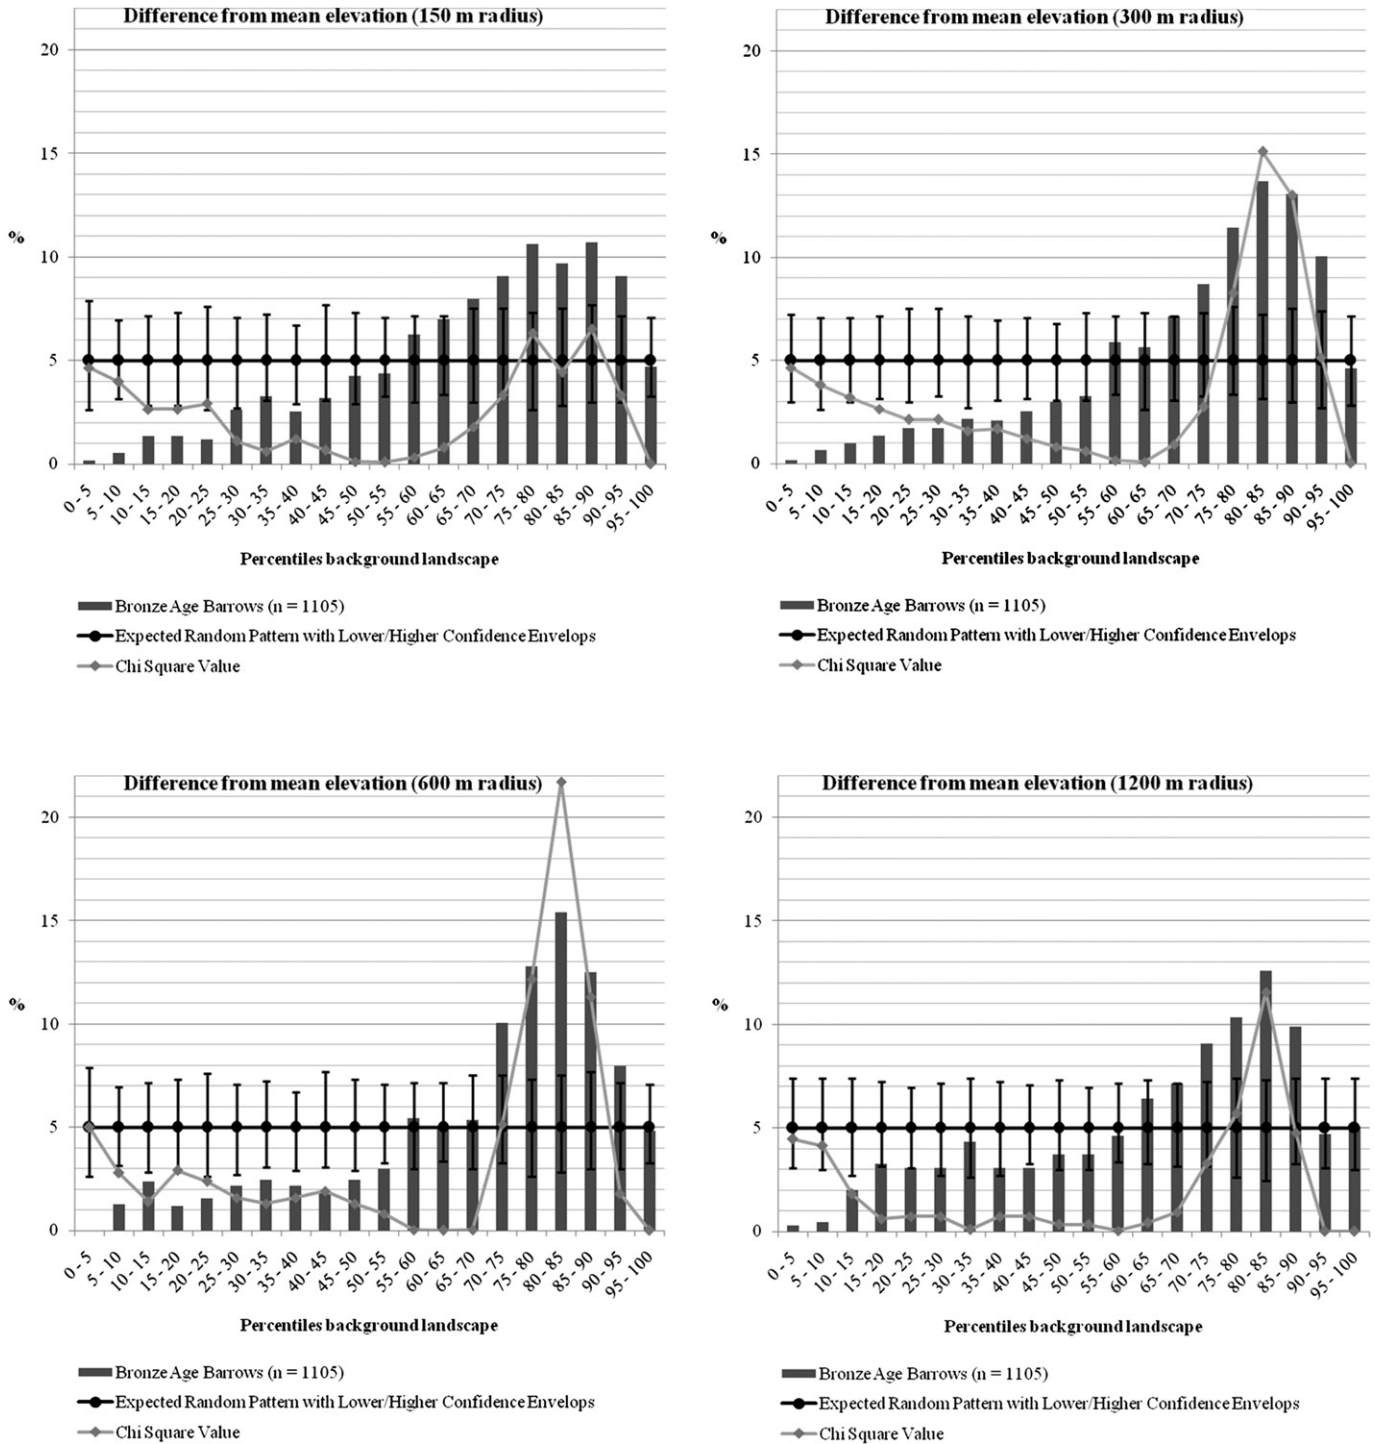 Difference from mean elevation (150 m radius)
20
15
%
10
5
0
0 - 5
5 - 10
10 - 15
15 - 20
20 - 25
25 - 30
30 - 35
35 - 40
40 - 45
45 - 50
50 - 55
55 - 60
60 - 65
65 - 70
70 - 75
75 - 80
80 - 85
85 - 90
90 - 95
95 - 100
Percentiles background landscape
Bronze Age Barrows (n = 1105)
Expected Random Pattern with Lower/Higher Confidence Envelops
Chi Square Value
Difference from mean elevation (300 m radius)
20
15
%
10
5
0
0 - 5
5 - 10
10 - 15
15 - 20
20 - 25
25 - 30
30 - 35
35 - 40
40 - 45
45 - 50
50 - 55
55 - 60
60 - 65
65 - 70
70 - 75
75 - 80
80 - 85
85 - 90
90 - 95
95 - 100
Percentiles background landscape
Bronze Age Barrows (n = 1105)
Expected Random Pattern with Lower/Higher Confidence Envelops
Chi Square Value
Difference from mean elevation (600 m radius)
20
15
%
10
5
0
0 - 5
5 - 10
10 - 15
15 - 20
20 - 25
25 - 30
30 - 35
35 - 40
40 - 45
45 - 50
50 - 55
55 - 60
60 - 65
65 - 70
70 - 75
75 - 80
80 - 85
85 - 90
90 - 95
95 - 100
Percentiles background landscape
Bronze Age Barrows (n = 1105)
Expected Random Pattern with Lower/Higher Confidence Envelops
Chi Square Value
Difference from mean elevation (1200 m radius)
20
15
%
10
5
0
0 - 5
5 - 10
10 - 15
15 - 20
20 - 25
25 - 30
30 - 35
35 - 40
40 - 45
45 - 50
50 - 55
55 - 60
60 - 65
65 - 70
70 - 75
75 - 80
80 - 85
85 - 90
90 - 95
95 - 100
Percentiles background landscape
Bronze Age Barrows (n = 1105)
Expected Random Pattern with Lower/Higher Confidence Envelops
Chi Square Value